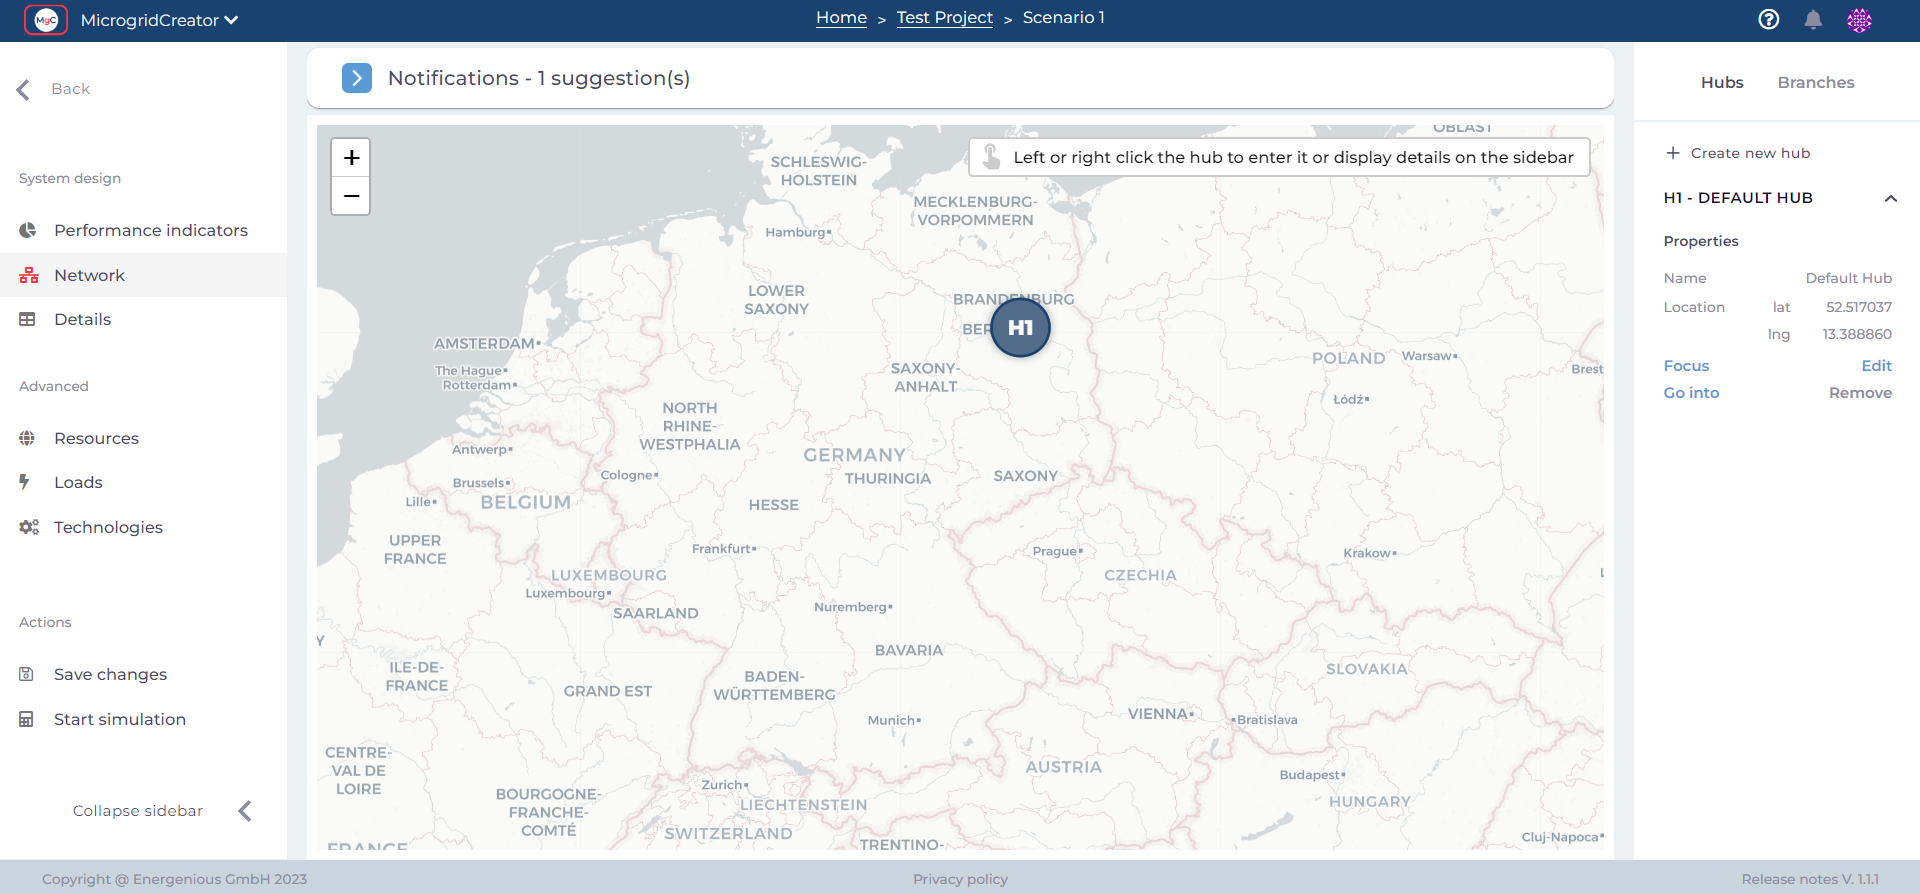 MgC MicrogridCreator
Home > Test Project > Scenario 1
Back
System design
Performance indicators
Network
Details
Advanced
Resources
Loads
Technologies
Actions
Save changes
Start simulation
Collapse sidebar
Notifications - 1 suggestion(s)
+
−
Left or right click the hub to enter it or display details on the sidebar
OBLAST
SCHLESWIG-
HOLSTEIN
MECKLENBURG-
VORPOMMERN
Hamburg
LOWER
SAXONY
BRANDENBURG
BER
H1
AMSTERDAM
The Hague
Rotterdam
SAXONY-
ANHALT
POLAND
Warsaw
Brest
Łódź
NORTH
RHINE-
WESTPHALIA
Antwerp
GERMANY
THURINGIA
Cologne
SAXONY
Brussels
Lille
BELGIUM
HESSE
UPPER
FRANCE
Frankfurt
Prague
Krakow
LUXEMBOURG
Luxembourg
CZECHIA
SAARLAND
Nuremberg
BAVARIA
ILE-DE-
FRANCE
GRAND EST
BADEN-
WÜRTTEMBERG
SLOVAKIA
Munich
VIENNA
Bratislava
CENTRE-
VAL DE
LOIRE
AUSTRIA
Budapest
Zurich
BOURGOGNE-
FRANCHE-
COMTÉ
LIECHTENSTEIN
HUNGARY
SWITZERLAND
FRANCE
TRENTINO-
Cluj-Napoca
Hubs
Branches
+ Create new hub
H1 - DEFAULT HUB
Properties
Name Default Hub
Location lat 52.517037
lng 13.388860
Focus Edit
Go into Remove
Copyright @ Energenious GmbH 2023
Privacy policy
Release notes V. 1.1.1